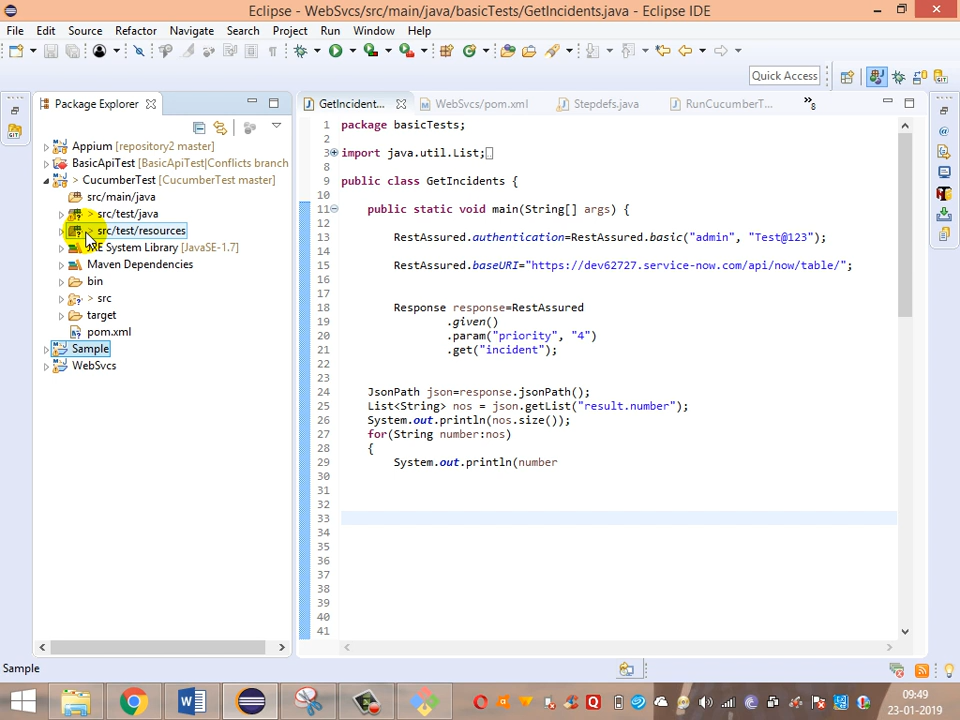 Eclipse - WebSvcs/src/main/java/basicTests/GetIncidents.java - Eclipse IDE
File Edit Source Refactor Navigate Search Project Run Window Help
Quick Access
Package Explorer
GetIncident... WebSvcs/pom.xml Stepdefs.java RunCucumberT... »8
Appium [repository2 master]
BasicApiTest [BasicApiTest|Conflicts branch
> CucumberTest [CucumberTest master]
src/main/java
> src/test/java
> src/test/resources
JRE System Library [JavaSE-1.7]
Maven Dependencies
bin
> src
target
pom.xml
Sample
WebSvcs
1 package basicTests;
2
3 import java.util.List;
8
9 public class GetIncidents {
10
11 public static void main(String[] args) {
12
13 RestAssured.authentication=RestAssured.basic("admin", "Test@123");
14
15 RestAssured.baseURI="https://dev62727.service-now.com/api/now/table/";
16
17
18 Response response=RestAssured
19 .given()
20 .param("priority", "4")
21 .get("incident");
22
23
24 JsonPath json=response.jsonPath();
25 List<String> nos = json.getList("result.number");
26 System.out.println(nos.size());
27 for(String number:nos)
28 {
29 System.out.println(number
30
31
32
33
34
35
36
37
38
39
40
41
Sample
09:49
23-01-2019